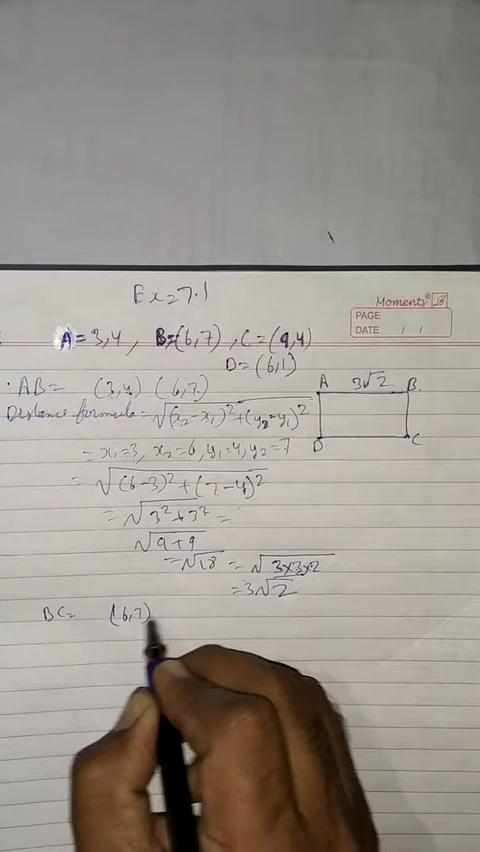 Ex=7.1
Moments
PAGE
DATE / /
A=3,4, B=(6,7), C=(9,4)
D=(6,1)
. AB= (3,4) (6,7)
A 3√2 B.
Distance formula=√(x₂-x₁)²+(y₂-y₁)²
D C
=x₁=3, x₂=6, y₁=4, y₂=7
=√(6-3)²+(7-4)²
=√3²+3²=
√9+9
=√18=√3×3×2
=3√2
BC= (6,7)